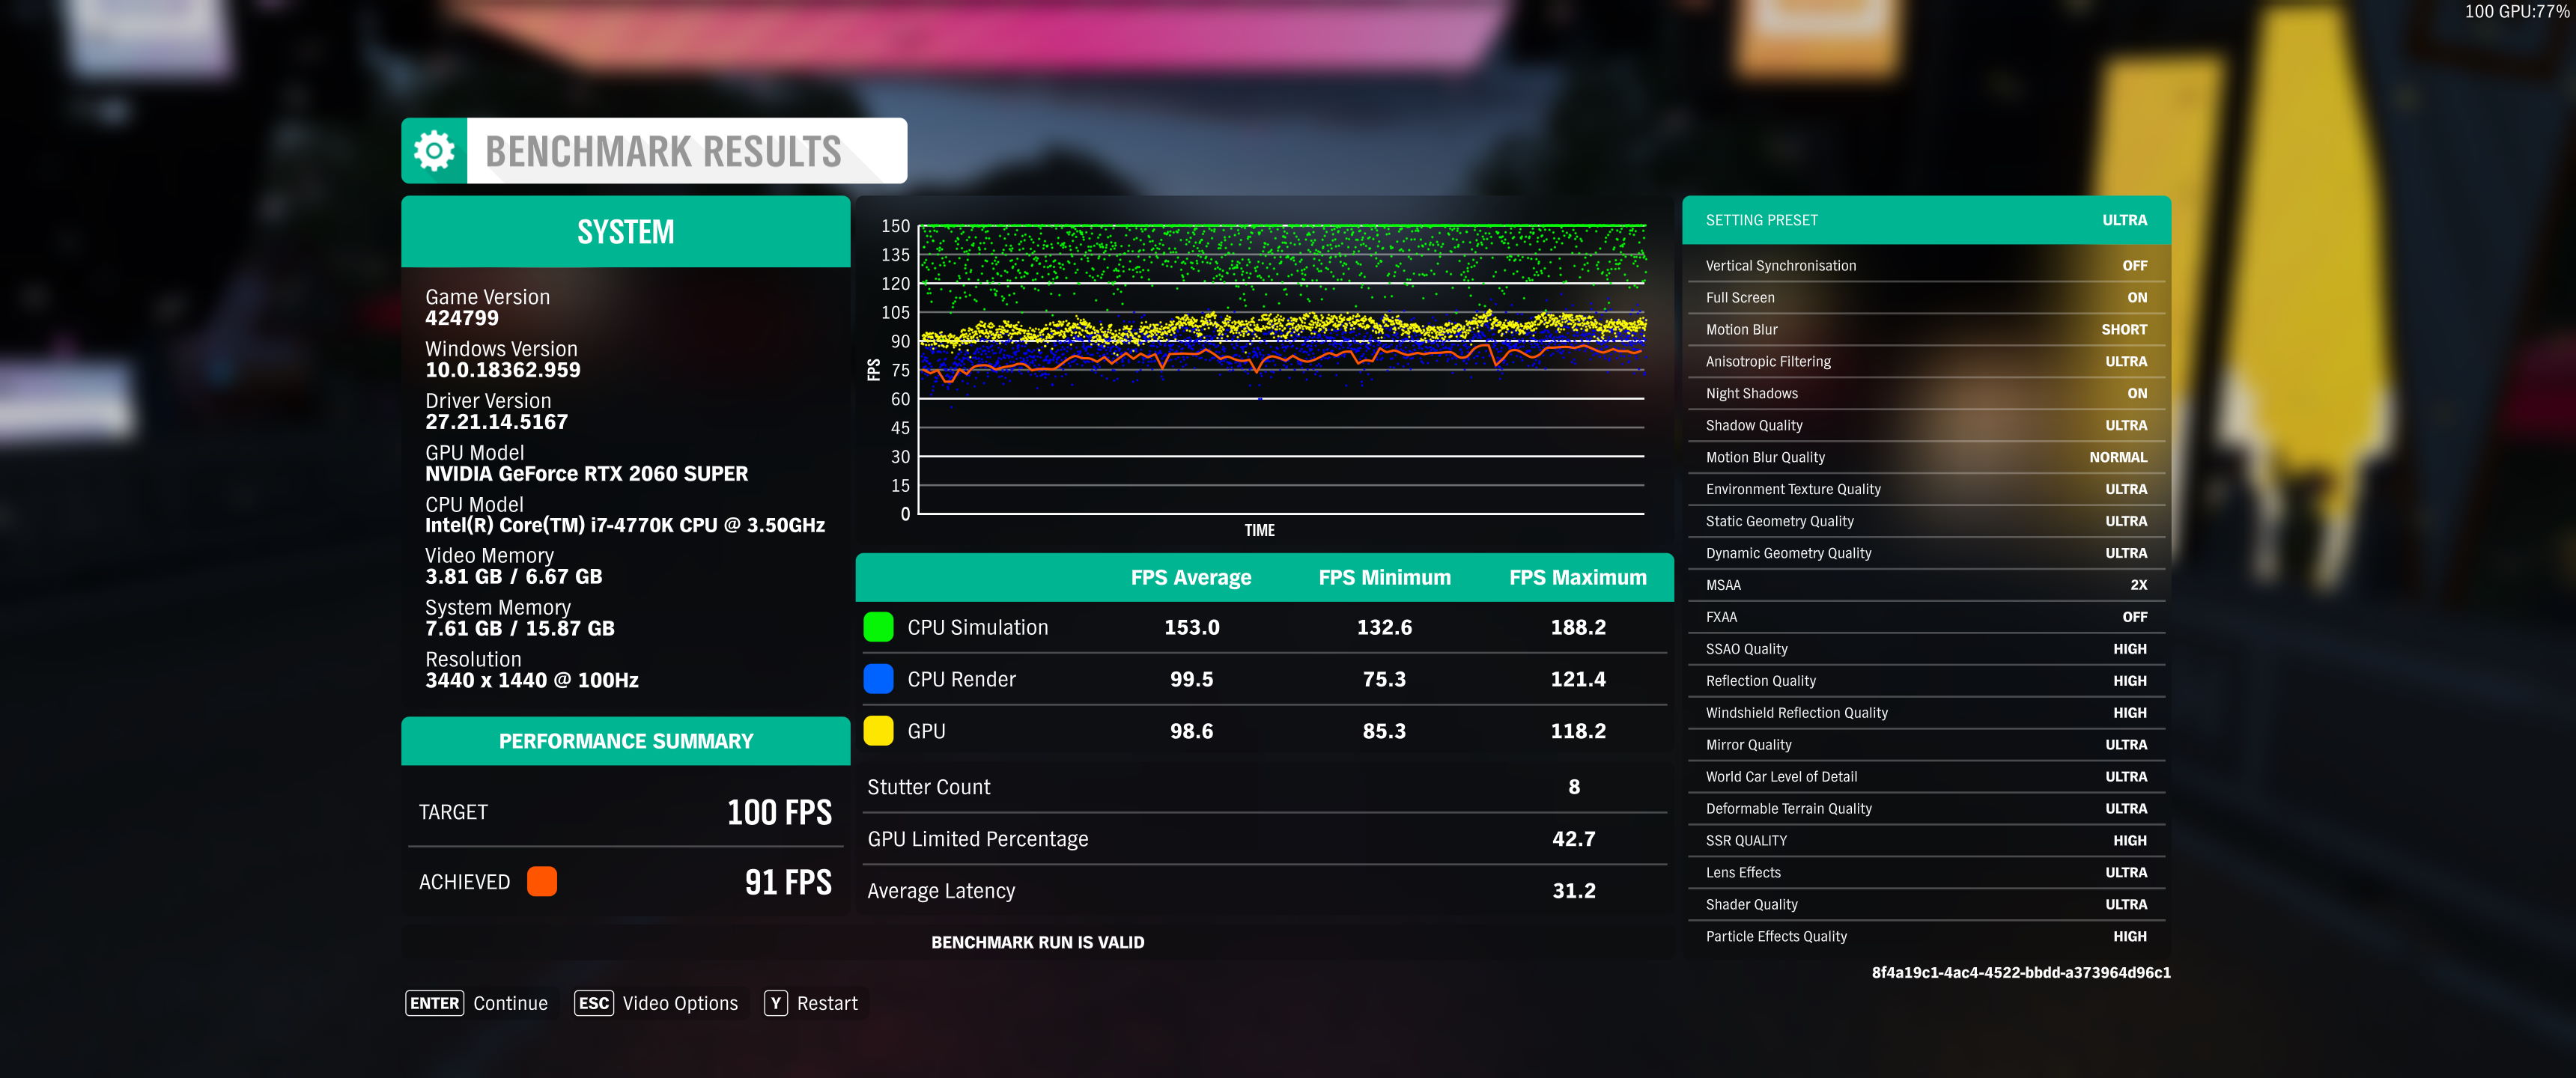 100 GPU:77%
BENCHMARK RESULTS
SYSTEM
Game Version
424799
Windows Version
10.0.18362.959
Driver Version
27.21.14.5167
GPU Model
NVIDIA GeForce RTX 2060 SUPER
CPU Model
Intel(R) Core(TM) i7-4770K CPU @ 3.50GHz
Video Memory
3.81 GB / 6.67 GB
System Memory
7.61 GB / 15.87 GB
Resolution
3440 x 1440 @ 100Hz
PERFORMANCE SUMMARY
TARGET 100 FPS
ACHIEVED 91 FPS
150
135
120
105
90
75
60
45
30
15
0
FPS
TIME
FPS Average FPS Minimum FPS Maximum
CPU Simulation 153.0 132.6 188.2
CPU Render 99.5 75.3 121.4
GPU 98.6 85.3 118.2
Stutter Count 8
GPU Limited Percentage 42.7
Average Latency 31.2
BENCHMARK RUN IS VALID
SETTING PRESET ULTRA
Vertical Synchronisation OFF
Full Screen ON
Motion Blur SHORT
Anisotropic Filtering ULTRA
Night Shadows ON
Shadow Quality ULTRA
Motion Blur Quality NORMAL
Environment Texture Quality ULTRA
Static Geometry Quality ULTRA
Dynamic Geometry Quality ULTRA
MSAA 2X
FXAA OFF
SSAO Quality HIGH
Reflection Quality HIGH
Windshield Reflection Quality HIGH
Mirror Quality ULTRA
World Car Level of Detail ULTRA
Deformable Terrain Quality ULTRA
SSR QUALITY HIGH
Lens Effects ULTRA
Shader Quality ULTRA
Particle Effects Quality HIGH
8f4a19c1-4ac4-4522-bbdd-a373964d96c1
ENTER Continue ESC Video Options Y Restart